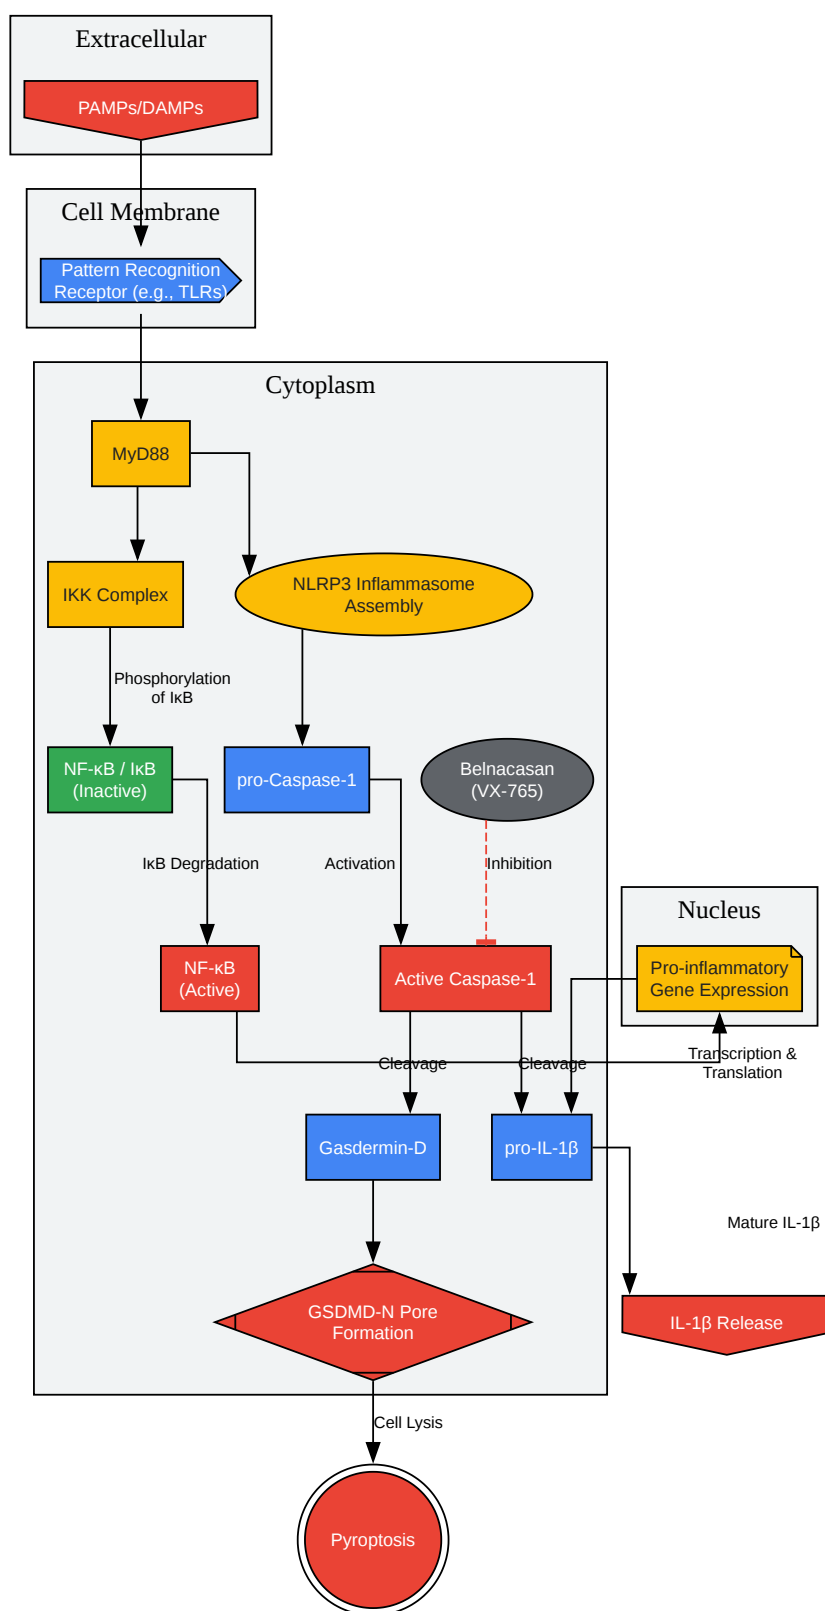 Extracellular
PAMPs/DAMPs
Cell Membrane
Pattern Recognition
Receptor (e.g., TLRs)
Cytoplasm
MyD88
IKK Complex
NLRP3 Inflammasome
Assembly
Phosphorylation
of IκB
NF-κB / IκB
(Inactive)
pro-Caspase-1
Belnacasan
(VX-765)
IκB Degradation
Activation
Inhibition
Nucleus
NF-κB
(Active)
Active Caspase-1
Pro-inflammatory
Gene Expression
Cleavage
Cleavage
Transcription &
Translation
Gasdermin-D
pro-IL-1β
Mature IL-1β
GSDMD-N Pore
Formation
IL-1β Release
Cell Lysis
Pyroptosis